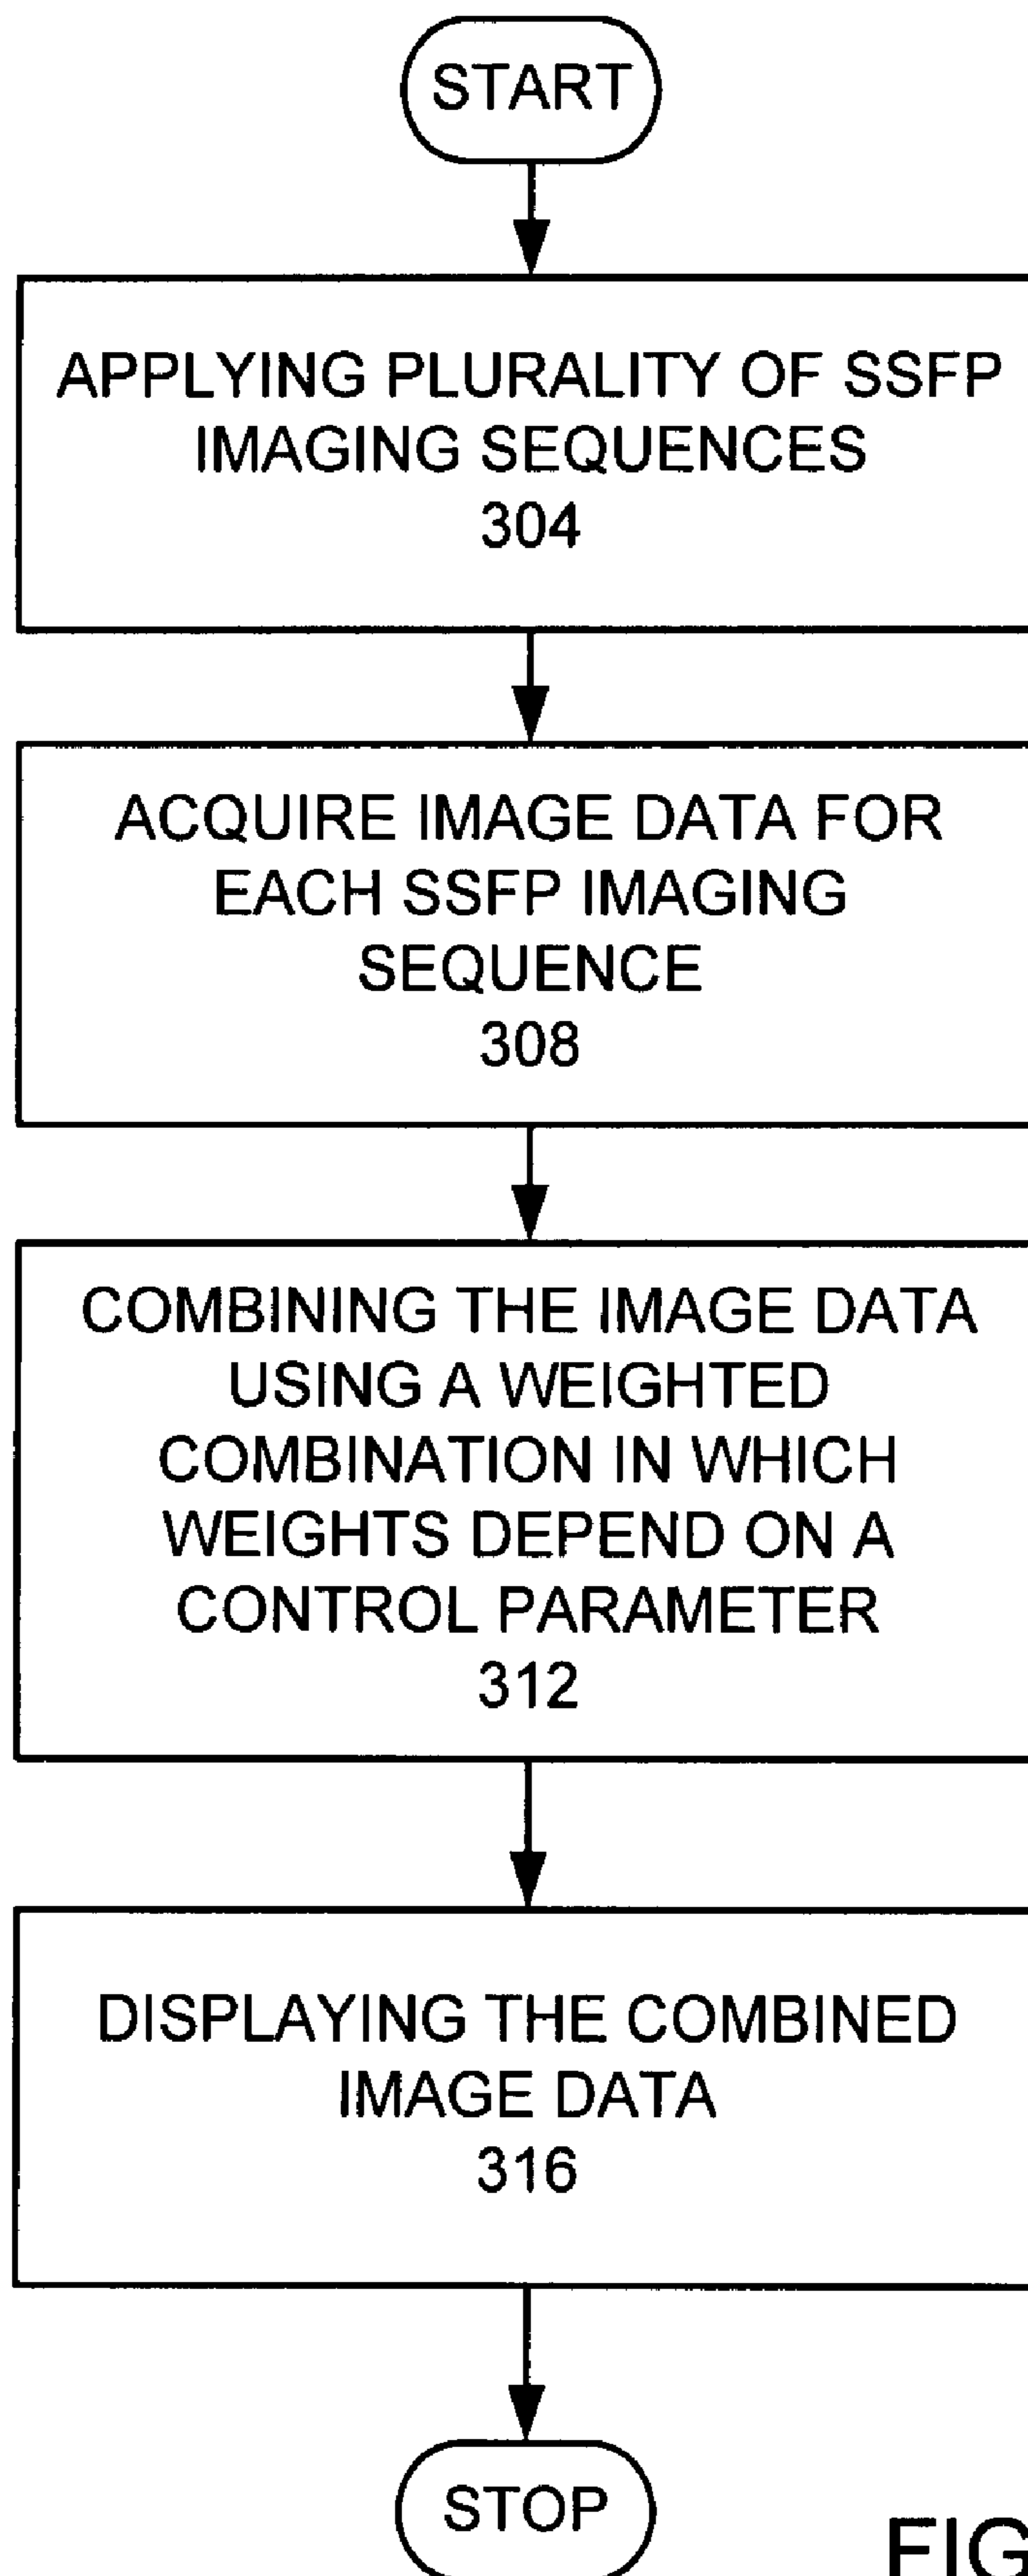 START
APPLYING PLURALITY OF SSFP
IMAGING SEQUENCES
304
ACQUIRE IMAGE DATA FOR
EACH SSFP IMAGING
SEQUENCE
308
COMBINING THE IMAGE DATA
USING A WEIGHTED
COMBINATION IN WHICH
WEIGHTS DEPEND ON A
CONTROL PARAMETER
312
DISPLAYING THE COMBINED
IMAGE DATA
316
STOP
FIG